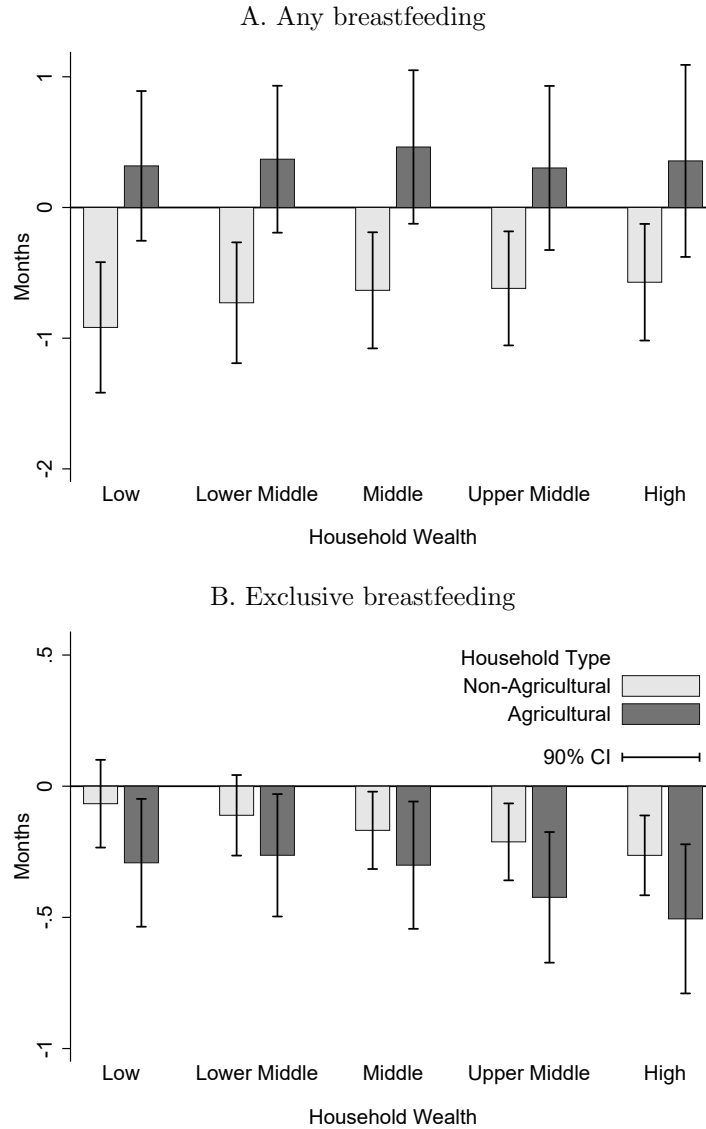 A. Any breastfeeding
1
0
-1
-2
Months
Low Lower Middle Middle Upper Middle High
Household Wealth
B. Exclusive breastfeeding
.5
0
-.5
-1
Months
Household Type
Non-Agricultural
Agricultural
90% CI
Low Lower Middle Middle Upper Middle High
Household Wealth